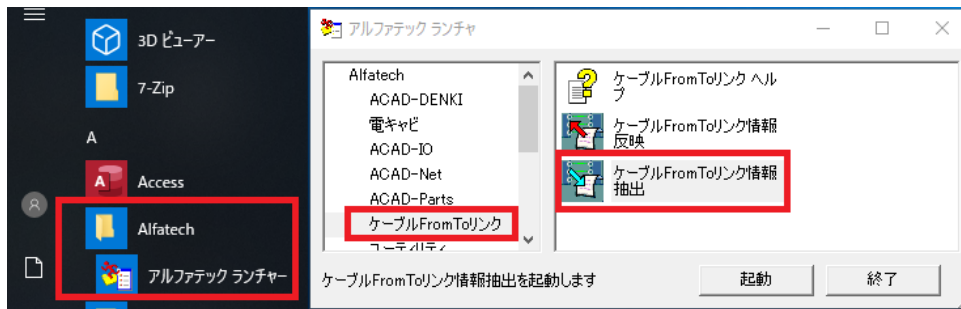 3D ビューアー
7-Zip
A
Access
Alfatech
アルファテック ランチャー
R
アルファテック ランチャ
Alfatech
ACAD-DENKI
電キャビ
ACAD-IO
ACAD-Net
ACAD-Parts
ケーブルFromToリンク
ユーティリティ
ケーブルFromToリンク ヘル
プ
ケーブルFromToリンク情報
反映
ケーブルFromToリンク情報
抽出
ケーブルFromToリンク情報抽出を起動します
起動
終了